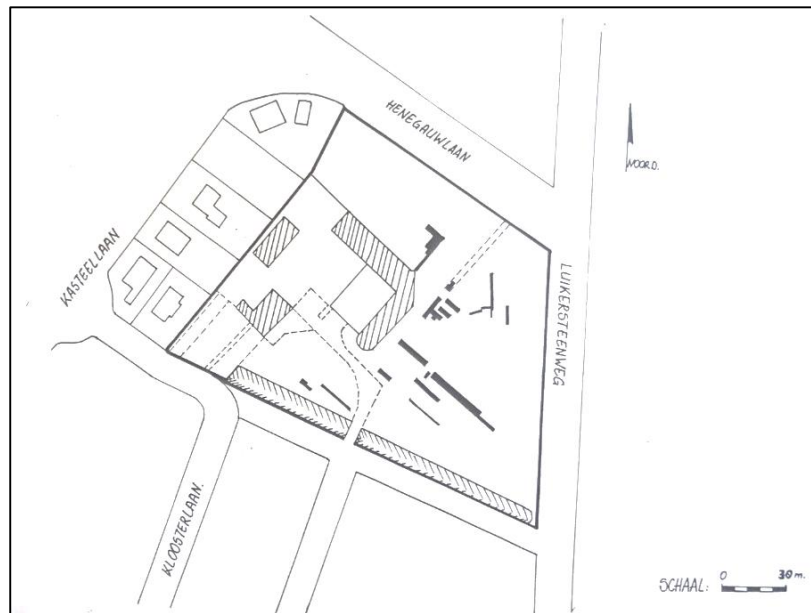 HENEGAUWLAAN
NOORD.
KASTEELLAAN
LUIKERSTEENWEG
KLOOSTERLAAN.
SCHAAL: 0 30 m.